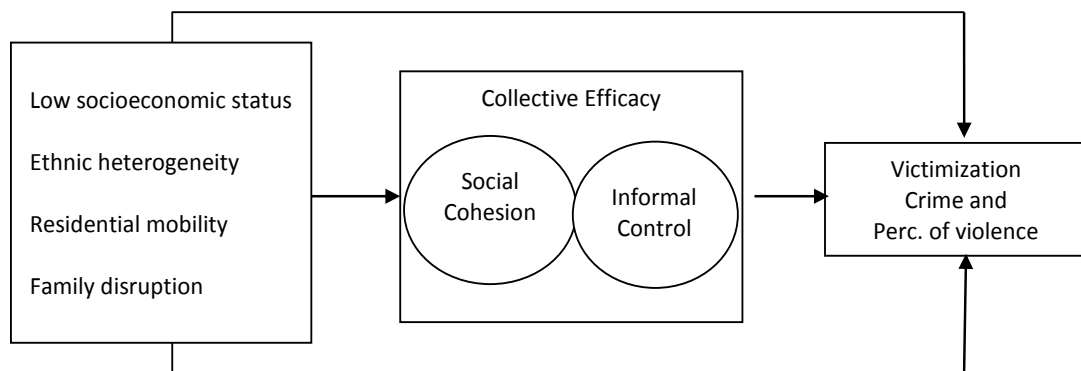 Low socioeconomic status
Ethnic heterogeneity
Residential mobility
Family disruption
Collective Efficacy
Social
Cohesion
Informal
Control
Victimization
Crime and
Perc. of violence